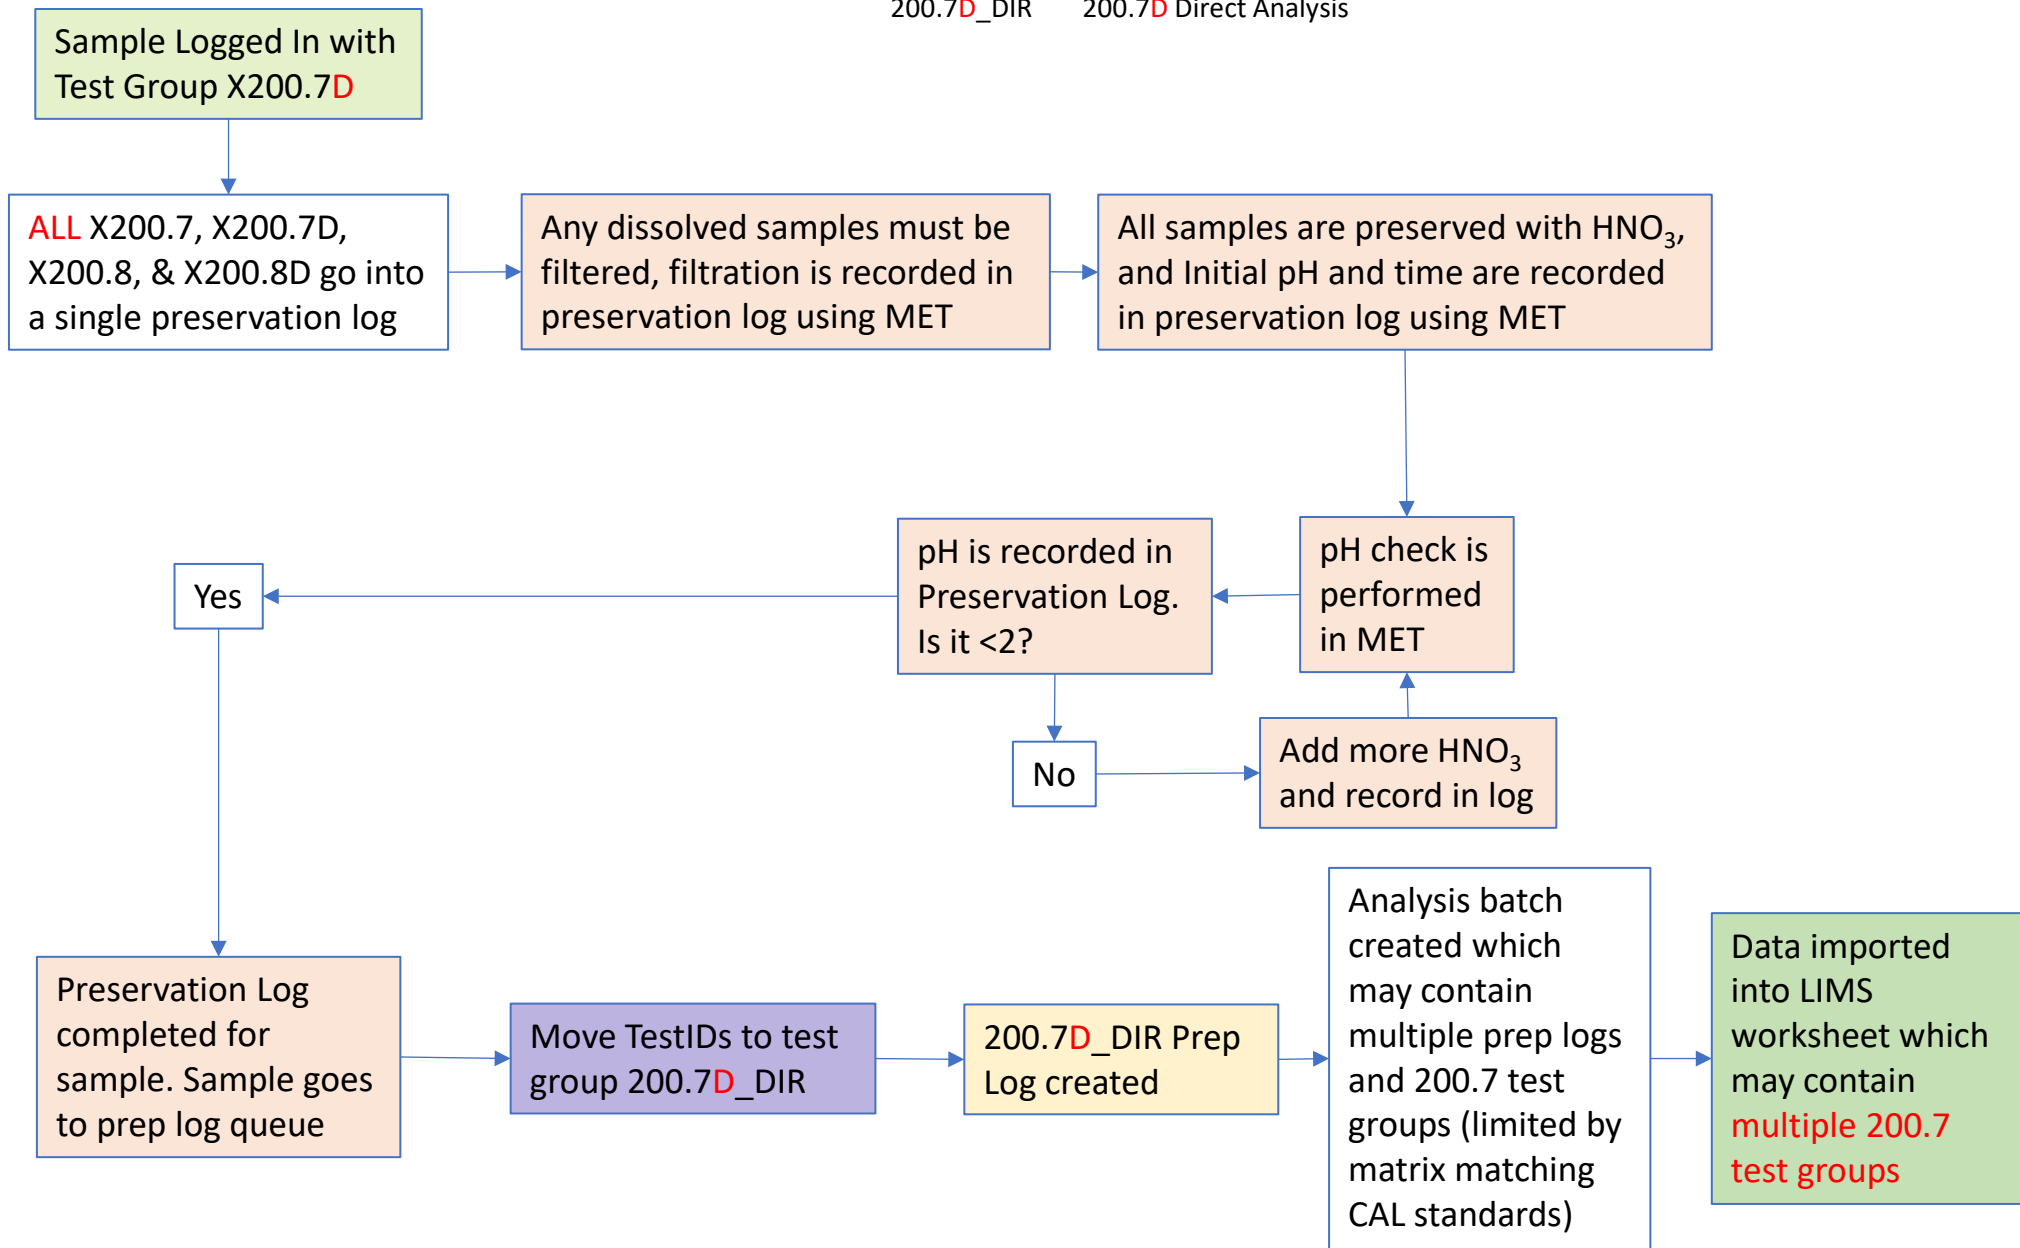 200.7D_DIR 200.7D Direct Analysis
Sample Logged In with
Test Group X200.7D
ALL X200.7, X200.7D,
X200.8, & X200.8D go into
a single preservation log
Any dissolved samples must be
filtered, filtration is recorded in
preservation log using MET
All samples are preserved with HNO₃,
and Initial pH and time are recorded
in preservation log using MET
pH check is
performed
in MET
pH is recorded in
Preservation Log.
Is it <2?
Yes
No
Add more HNO₃
and record in log
Preservation Log
completed for
sample. Sample goes
to prep log queue
Move TestIDs to test
group 200.7D_DIR
200.7D_DIR Prep
Log created
Analysis batch
created which
may contain
multiple prep logs
and 200.7 test
groups (limited by
matrix matching
CAL standards)
Data imported
into LIMS
worksheet which
may contain
multiple 200.7
test groups